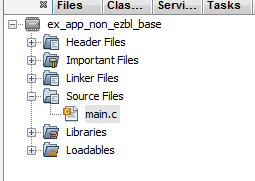 Files Clas... Servi... Tasks
ex_app_non_ezbl_base
Header Files
Important Files
Linker Files
Source Files
main.c
Libraries
Loadables